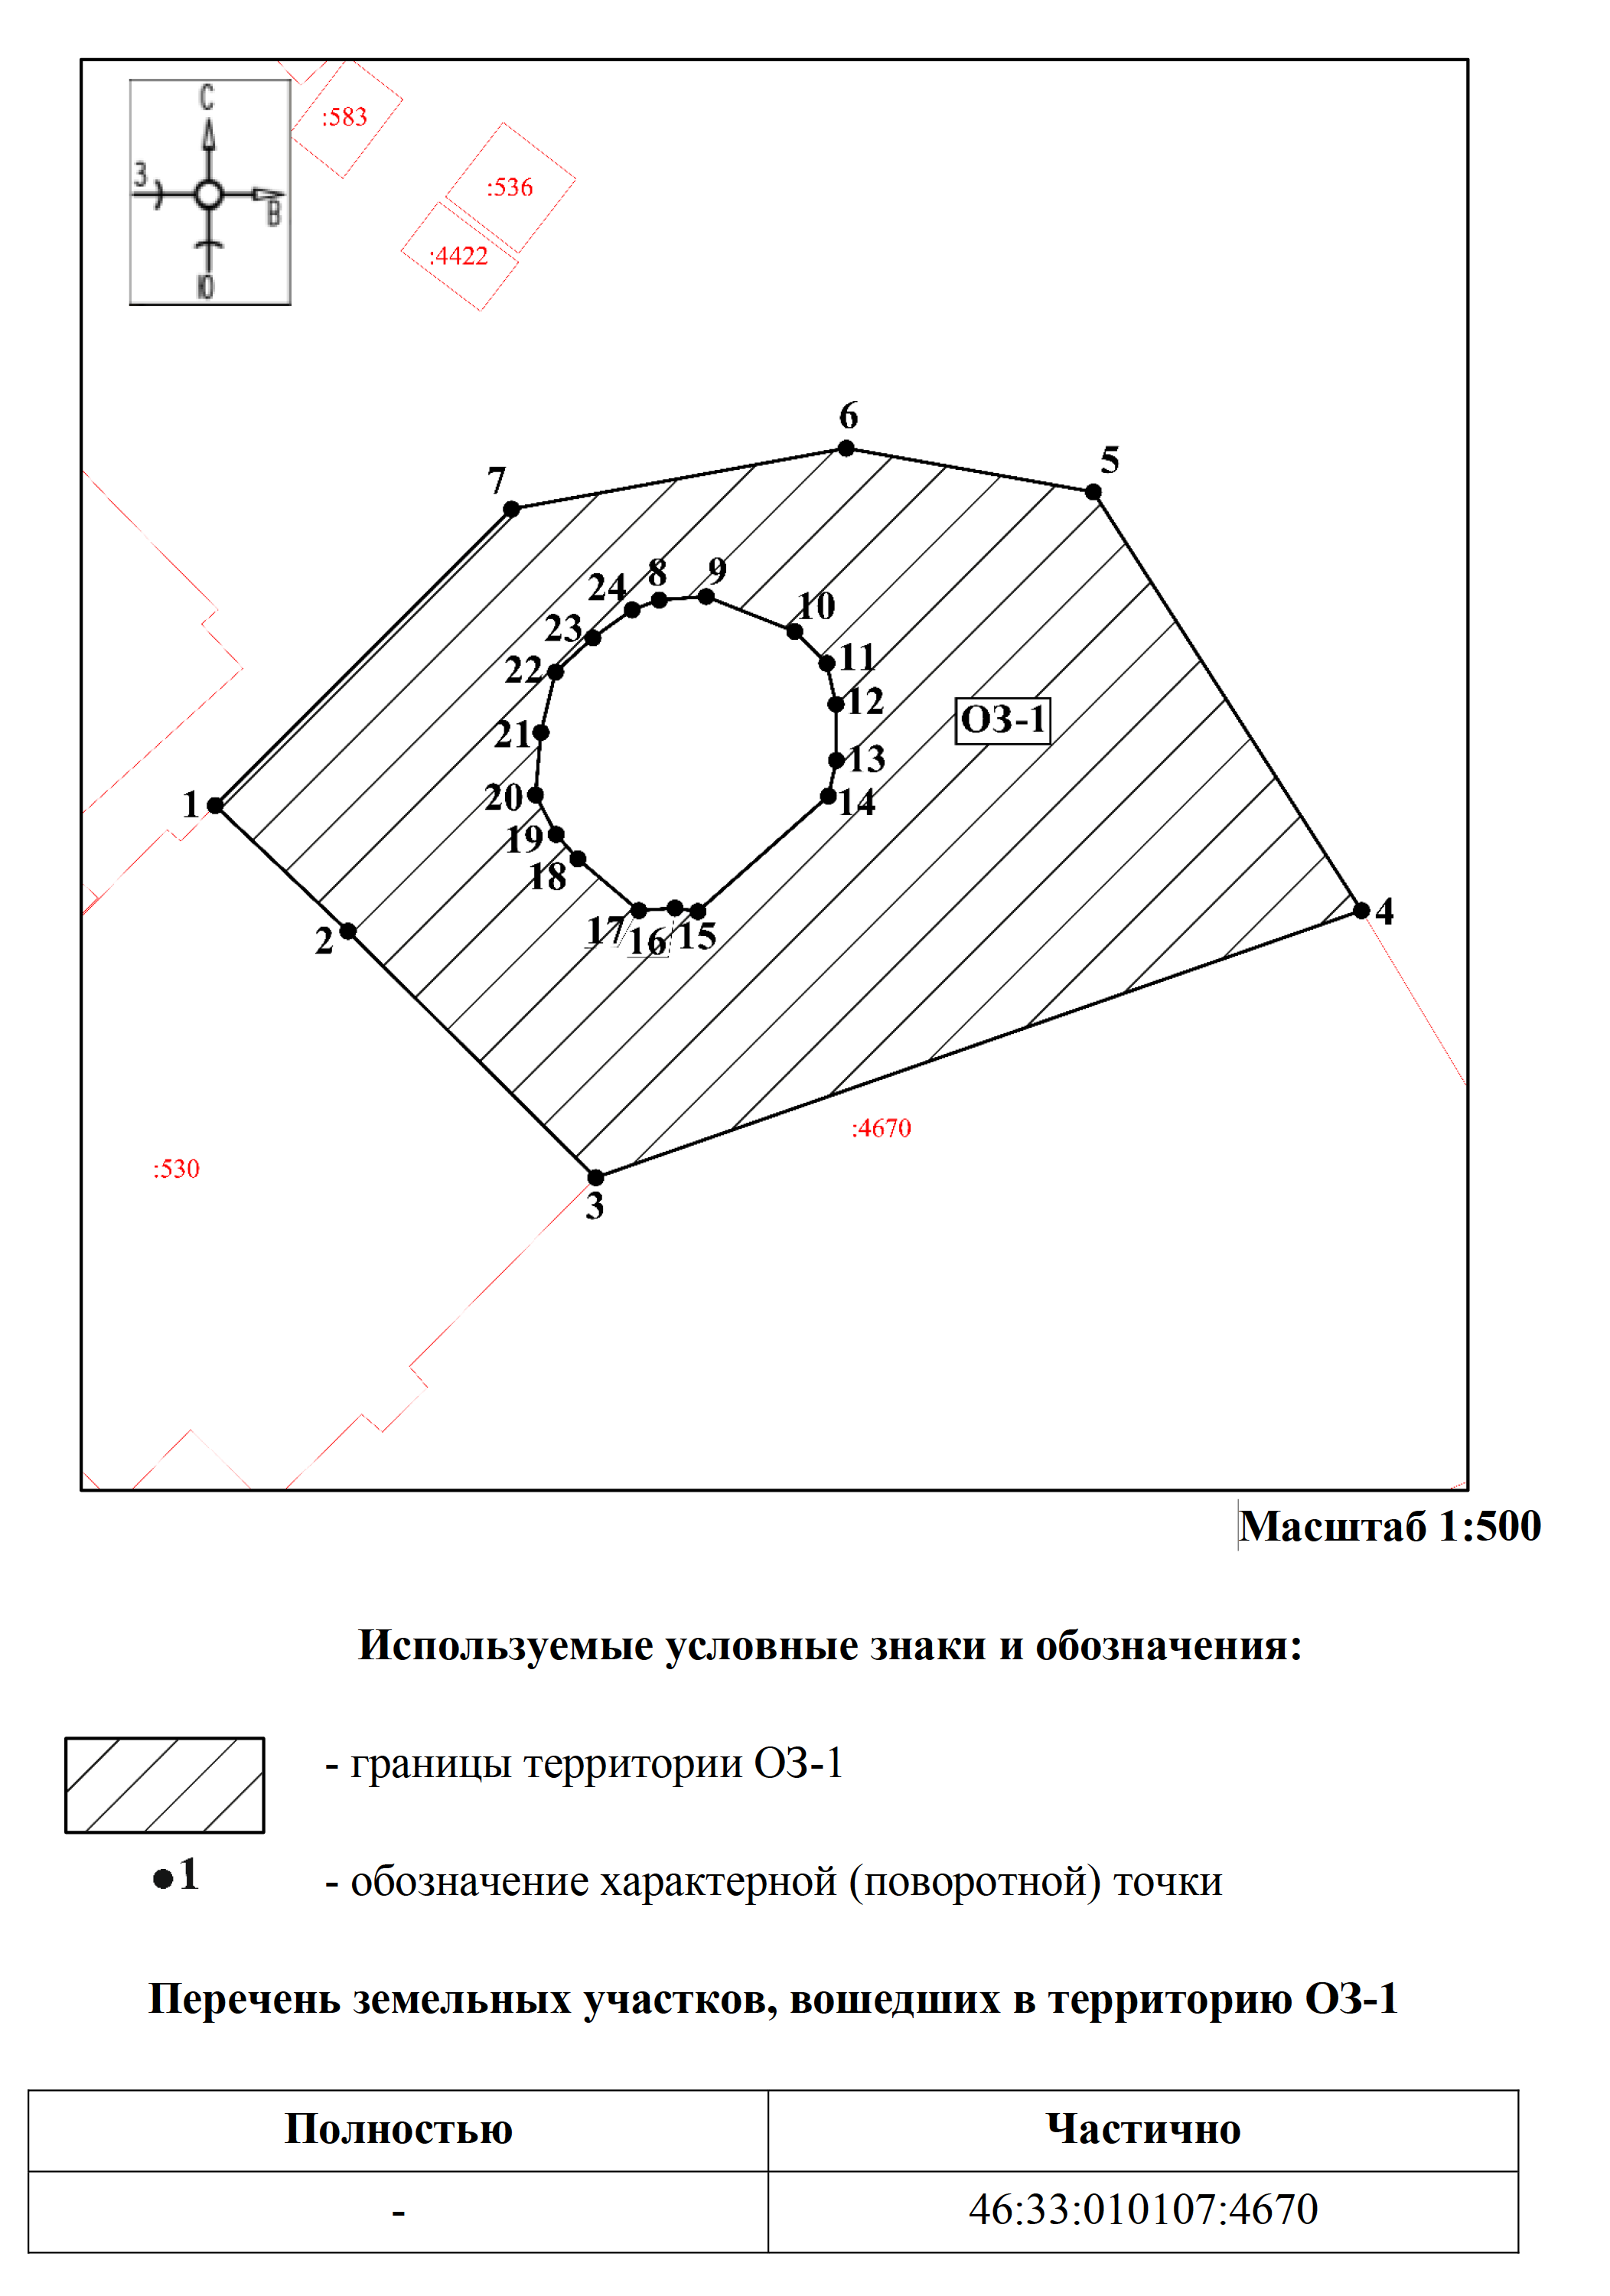 С
:583
З
:536
В
:4422
Ю
6
5
7
8
9
24
10
23
11
22
12
ОЗ-1
21
13
20
14
1
19
18
4
17
16
15
2
:4670
:530
3
Масштаб 1:500
Используемые условные знаки и обозначения:
- границы территории ОЗ-1
1
- обозначение характерной (поворотной) точки
Перечень земельных участков, вошедших в территорию ОЗ-1
Полностью
Частично
-
46:33:010107:4670